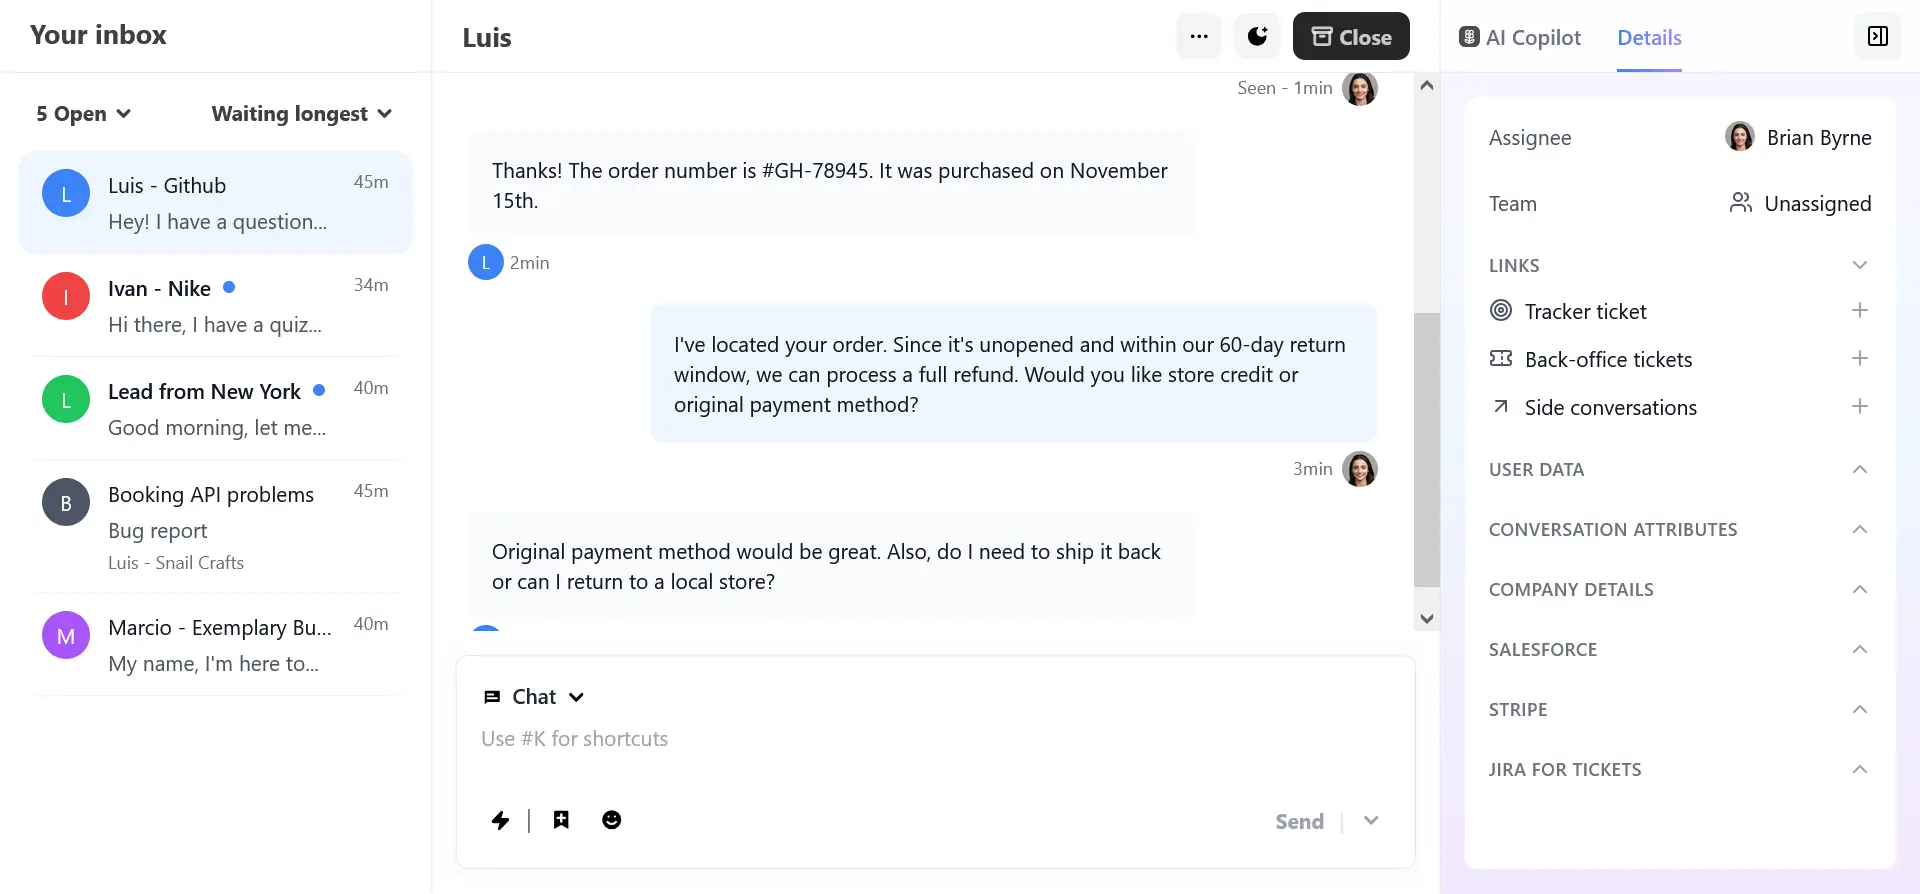 Your inbox
5 Open
Waiting longest
L
Luis - Github
45m
Hey! I have a question...
I
Ivan - Nike
34m
Hi there, I have a quiz...
L
Lead from New York
40m
Good morning, let me...
B
Booking API problems
45m
Bug report
Luis - Snail Crafts
M
Marcio - Exemplary Bu...
40m
My name, I'm here to...
Luis
Close
Seen - 1min
Thanks! The order number is #GH-78945. It was purchased on November
15th.
L
2min
I've located your order. Since it's unopened and within our 60-day return
window, we can process a full refund. Would you like store credit or
original payment method?
3min
Original payment method would be great. Also, do I need to ship it back
or can I return to a local store?
Chat
Use #K for shortcuts
Send
AI Copilot
Details
Assignee
Brian Byrne
Team
Unassigned
LINKS
Tracker ticket
Back-office tickets
Side conversations
USER DATA
CONVERSATION ATTRIBUTES
COMPANY DETAILS
SALESFORCE
STRIPE
JIRA FOR TICKETS